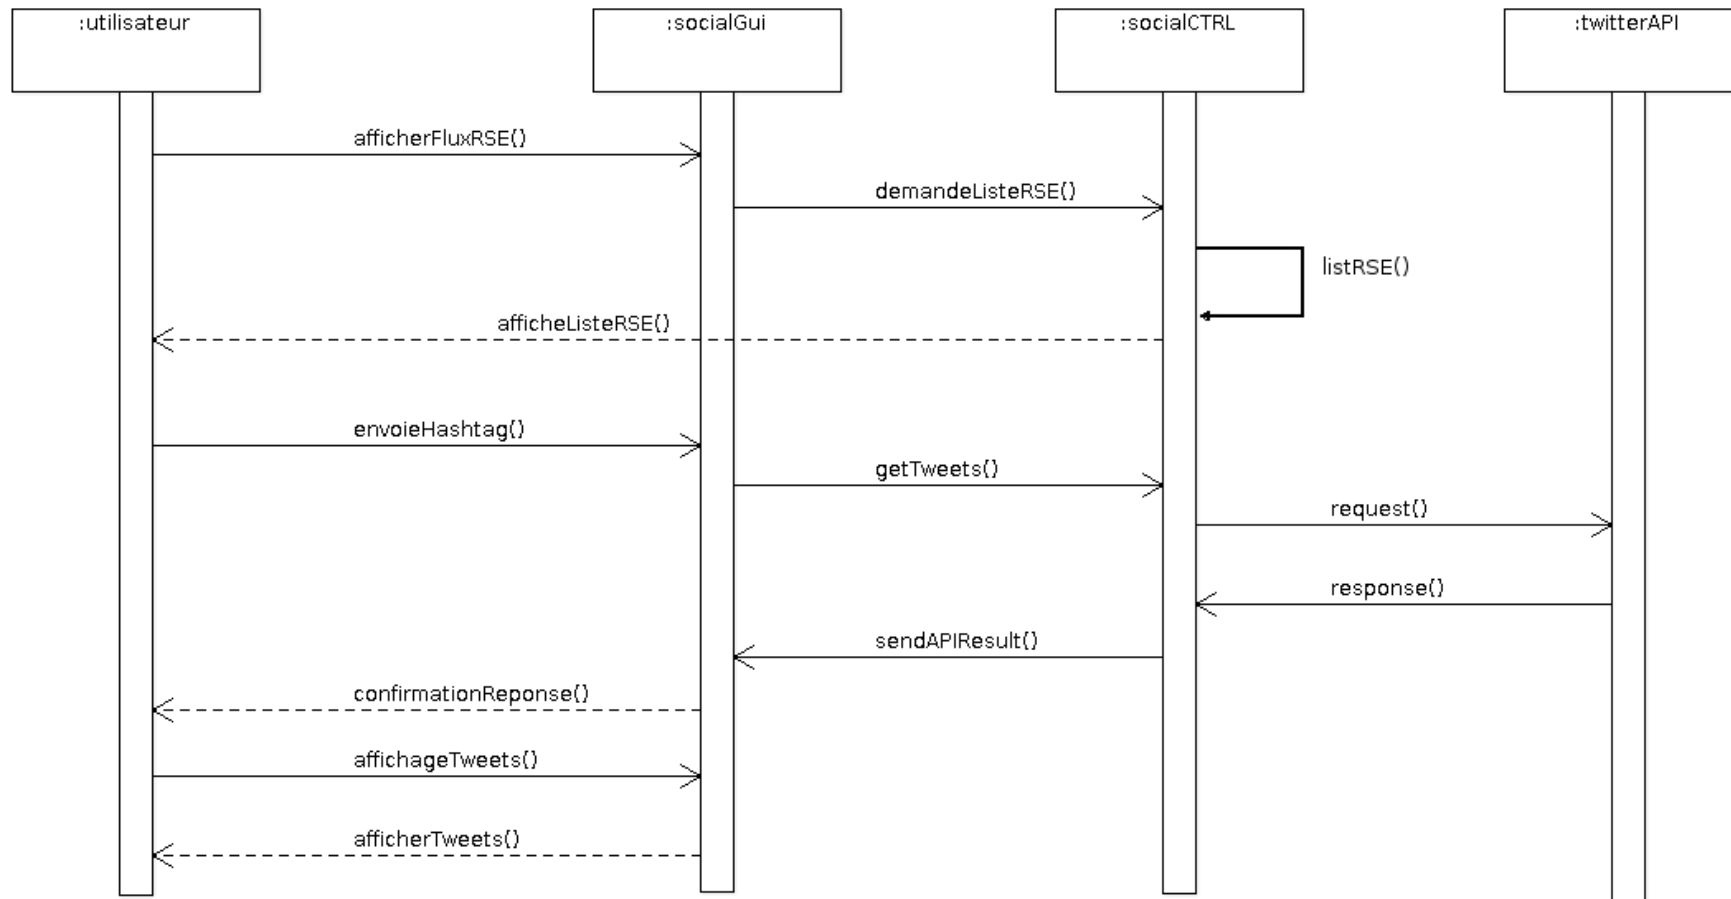 :utilisateur
:socialGui
:socialCTRL
:twitterAPI
afficherFluxRSE()
demandeListeRSE()
listRSE()
afficheListeRSE()
envoieHashtag()
getTweets()
request()
response()
sendAPIResult()
confirmationReponse()
affichageTweets()
afficherTweets()